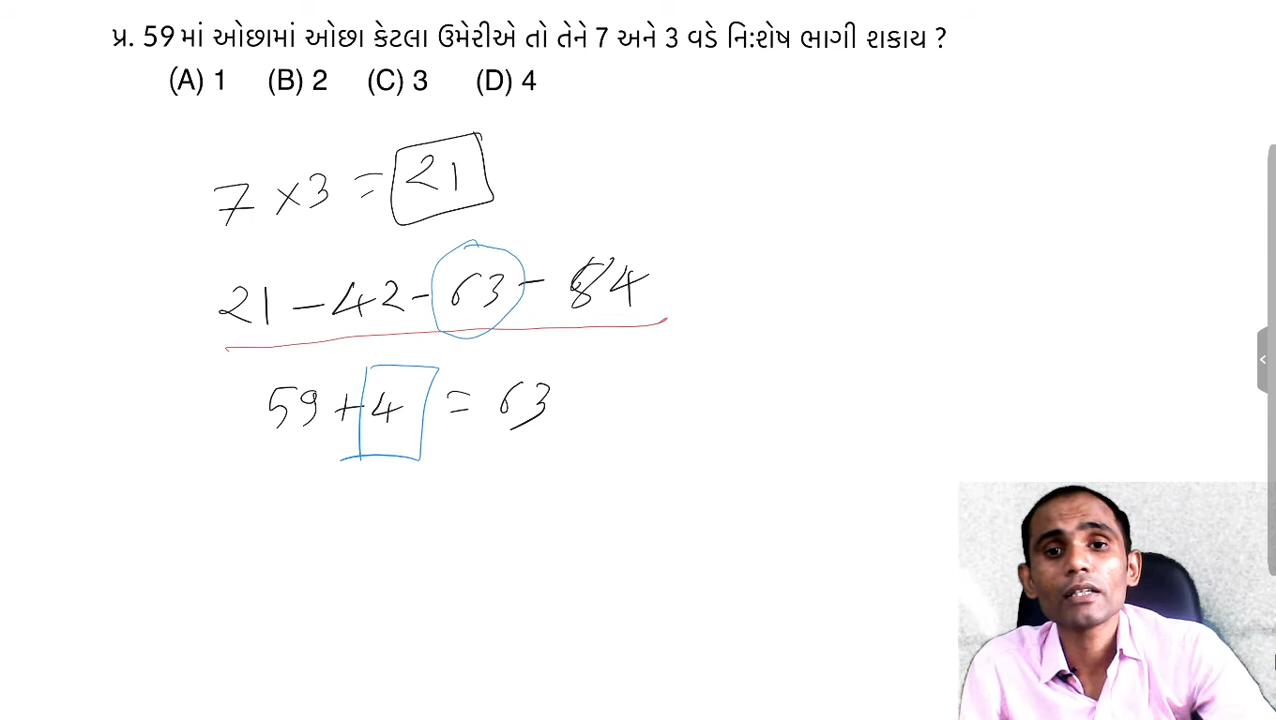 પ્ર. 59 માં ઓછામાં ઓછા કેટલા ઉમેરીએ તો તેને 7 અને 3 વડે નિ:શેષ ભાગી શકાય ?
(A) 1 (B) 2 (C) 3 (D) 4
7 × 3 = 21
21 - 42 - 63 - 84
59 + 4 = 63